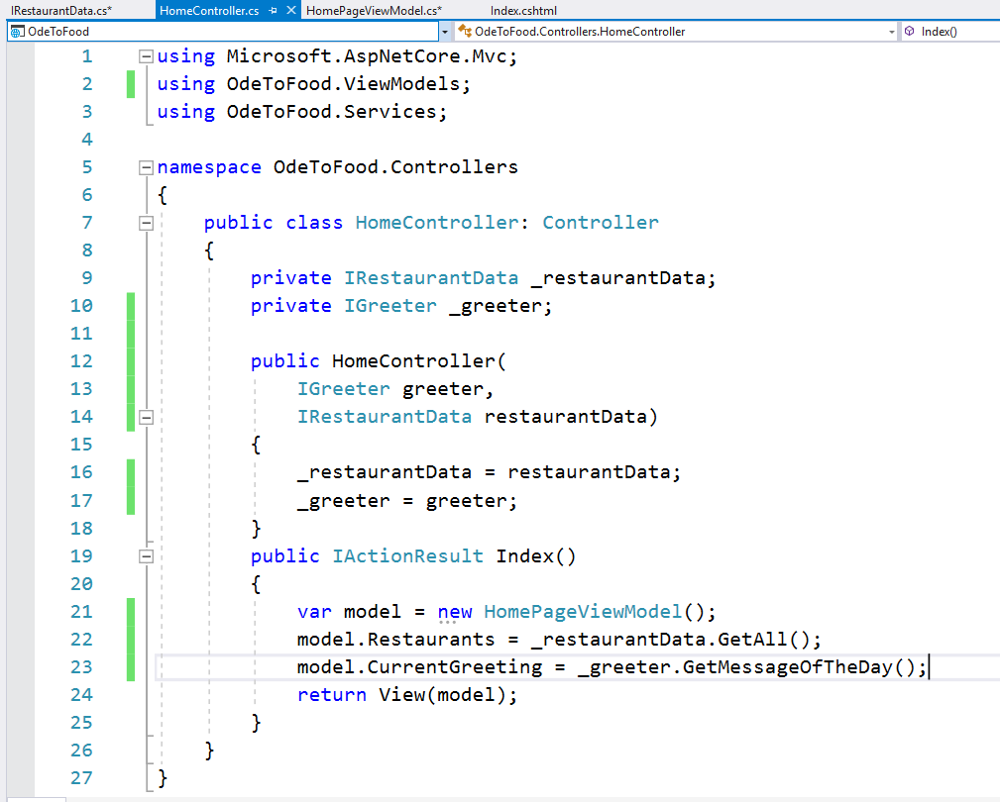 IRestaurantData.cs* HomeController.cs HomePageViewModel.cs* Index.cshtml
OdeToFood OdeToFood.Controllers.HomeController Index()
1 using Microsoft.AspNetCore.Mvc;
2 using OdeToFood.ViewModels;
3 using OdeToFood.Services;
4
5 namespace OdeToFood.Controllers
6 {
7 public class HomeController: Controller
8 {
9 private IRestaurantData _restaurantData;
10 private IGreeter _greeter;
11
12 public HomeController(
13 IGreeter greeter,
14 IRestaurantData restaurantData)
15 {
16 _restaurantData = restaurantData;
17 _greeter = greeter;
18 }
19 public IActionResult Index()
20 {
21 var model = new HomePageViewModel();
22 model.Restaurants = _restaurantData.GetAll();
23 model.CurrentGreeting = _greeter.GetMessageOfTheDay();
24 return View(model);
25 }
26 }
27 }